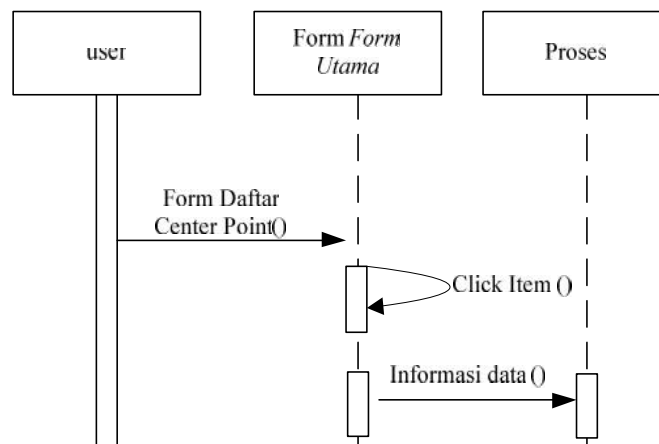 user
Form Form
Utama
Proses
Form Daftar
Center Point()
Click Item ()
Informasi data ()